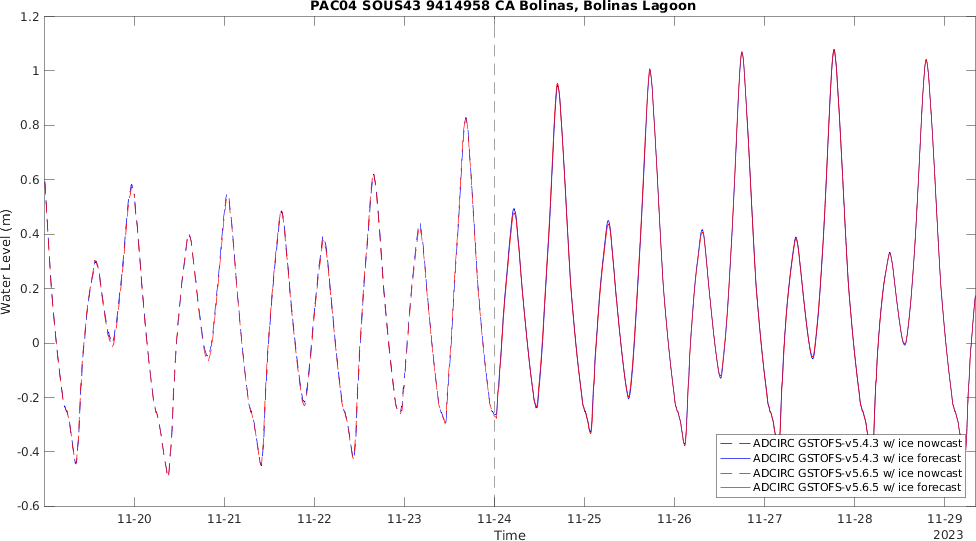 PAC04 SOUS43 9414958 CA Bolinas, Bolinas Lagoon
1.2
1
0.8
0.6
0.4
0.2
0
-0.2
-0.4
-0.6
Water Level (m)
ADCIRC GSTOFS-v5.4.3 w/ ice nowcast
ADCIRC GSTOFS-v5.4.3 w/ ice forecast
ADCIRC GSTOFS-v5.6.5 w/ ice nowcast
ADCIRC GSTOFS-v5.6.5 w/ ice forecast
11-20 11-21 11-22 11-23 11-24 11-25 11-26 11-27 11-28 11-29
Time
2023